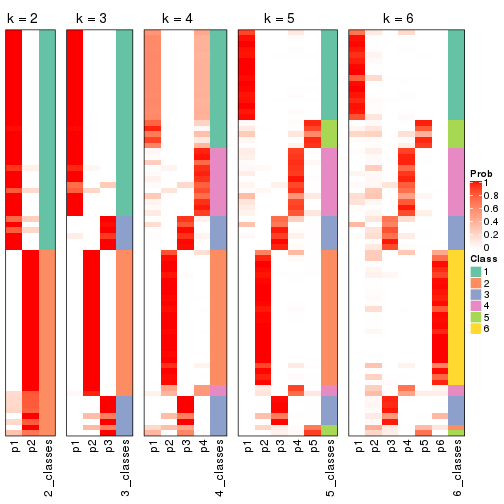 k = 2
k = 3
k = 4
k = 5
k = 6
p1
p2
2_classes
p1
p2
p3
3_classes
p1
p2
p3
p4
4_classes
p1
p2
p3
p4
p5
5_classes
p1
p2
p3
p4
p5
p6
6_classes
Prob
1
0.8
0.6
0.4
0.2
0
Class
1
2
3
4
5
6